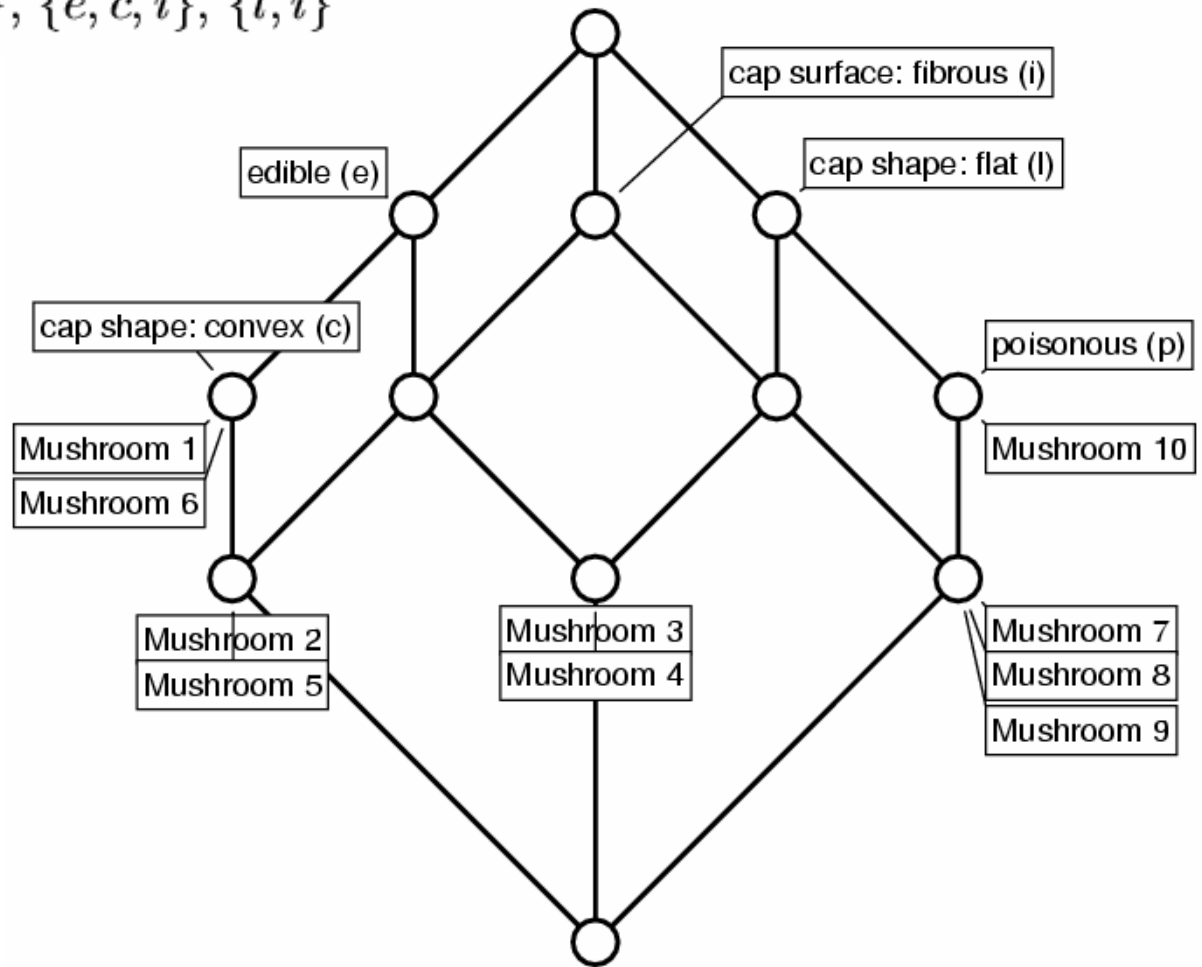 }, {e, c, i}, {l, i}
cap surface: fibrous (i)
edible (e)
cap shape: flat (l)
cap shape: convex (c)
poisonous (p)
Mushroom 1
Mushroom 10
Mushroom 6
Mushroom 2
Mushroom 3
Mushroom 7
Mushroom 5
Mushroom 4
Mushroom 8
Mushroom 9